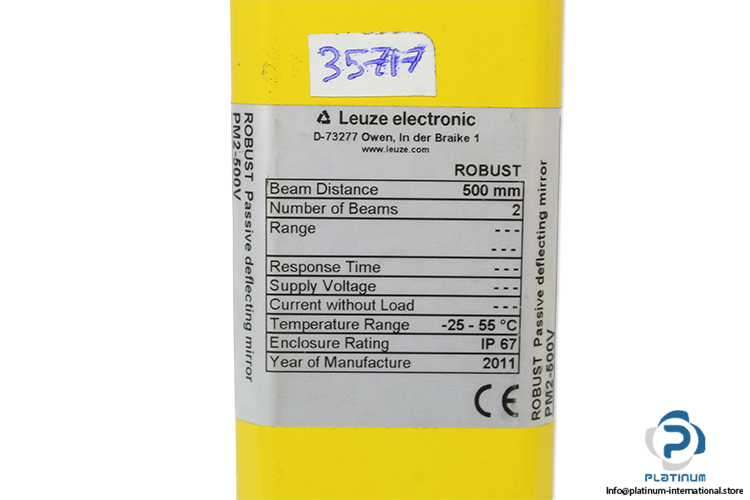 35717
Leuze electronic
D-73277 Owen, In der Braike 1
www.leuze.com
ROBUST
Beam Distance 500 mm
Number of Beams 2
Range ---
---
Response Time ---
Supply Voltage ---
Current without Load ---
Temperature Range -25 - 55 °C
Enclosure Rating IP 67
Year of Manufacture 2011
CE
ROBUST Passive deflecting mirror
PM2-500V
ROBUST Passive deflecting mirror
PM2-500V
PLATINUM
Info@platinum-international.store